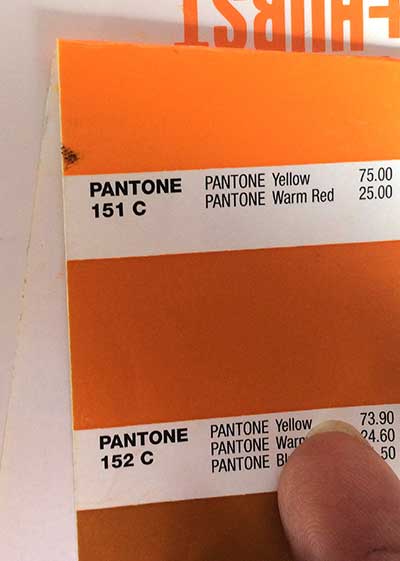 HURST
PANTONE
151 C
PANTONE Yellow 75.00
PANTONE Warm Red 25.00
PANTONE
152 C
PANTONE Yellow 73.90
PANTONE 24.60
PANTONE